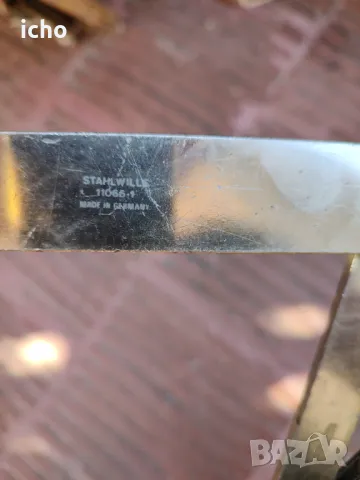 icho
STAHLWILLE
11066-1
MADE IN GERMANY
BAZAR